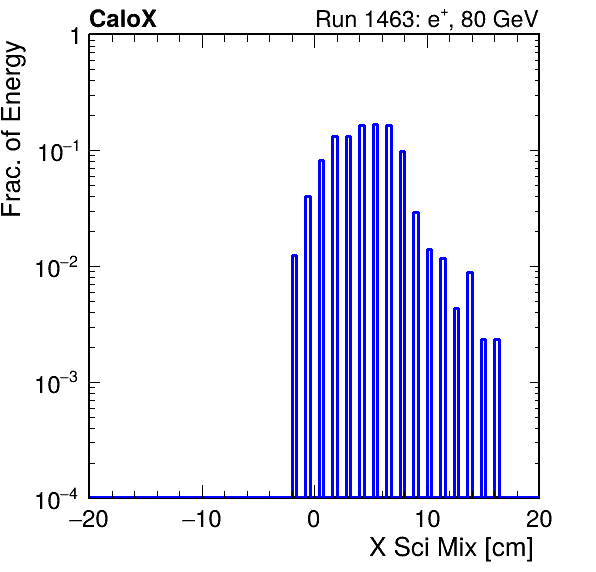 CaloX Run 1463: e⁺, 80 GeV
Frac. of Energy
1
10⁻¹
10⁻²
10⁻³
10⁻⁴
−20 −10 0 10 20
X Sci Mix [cm]